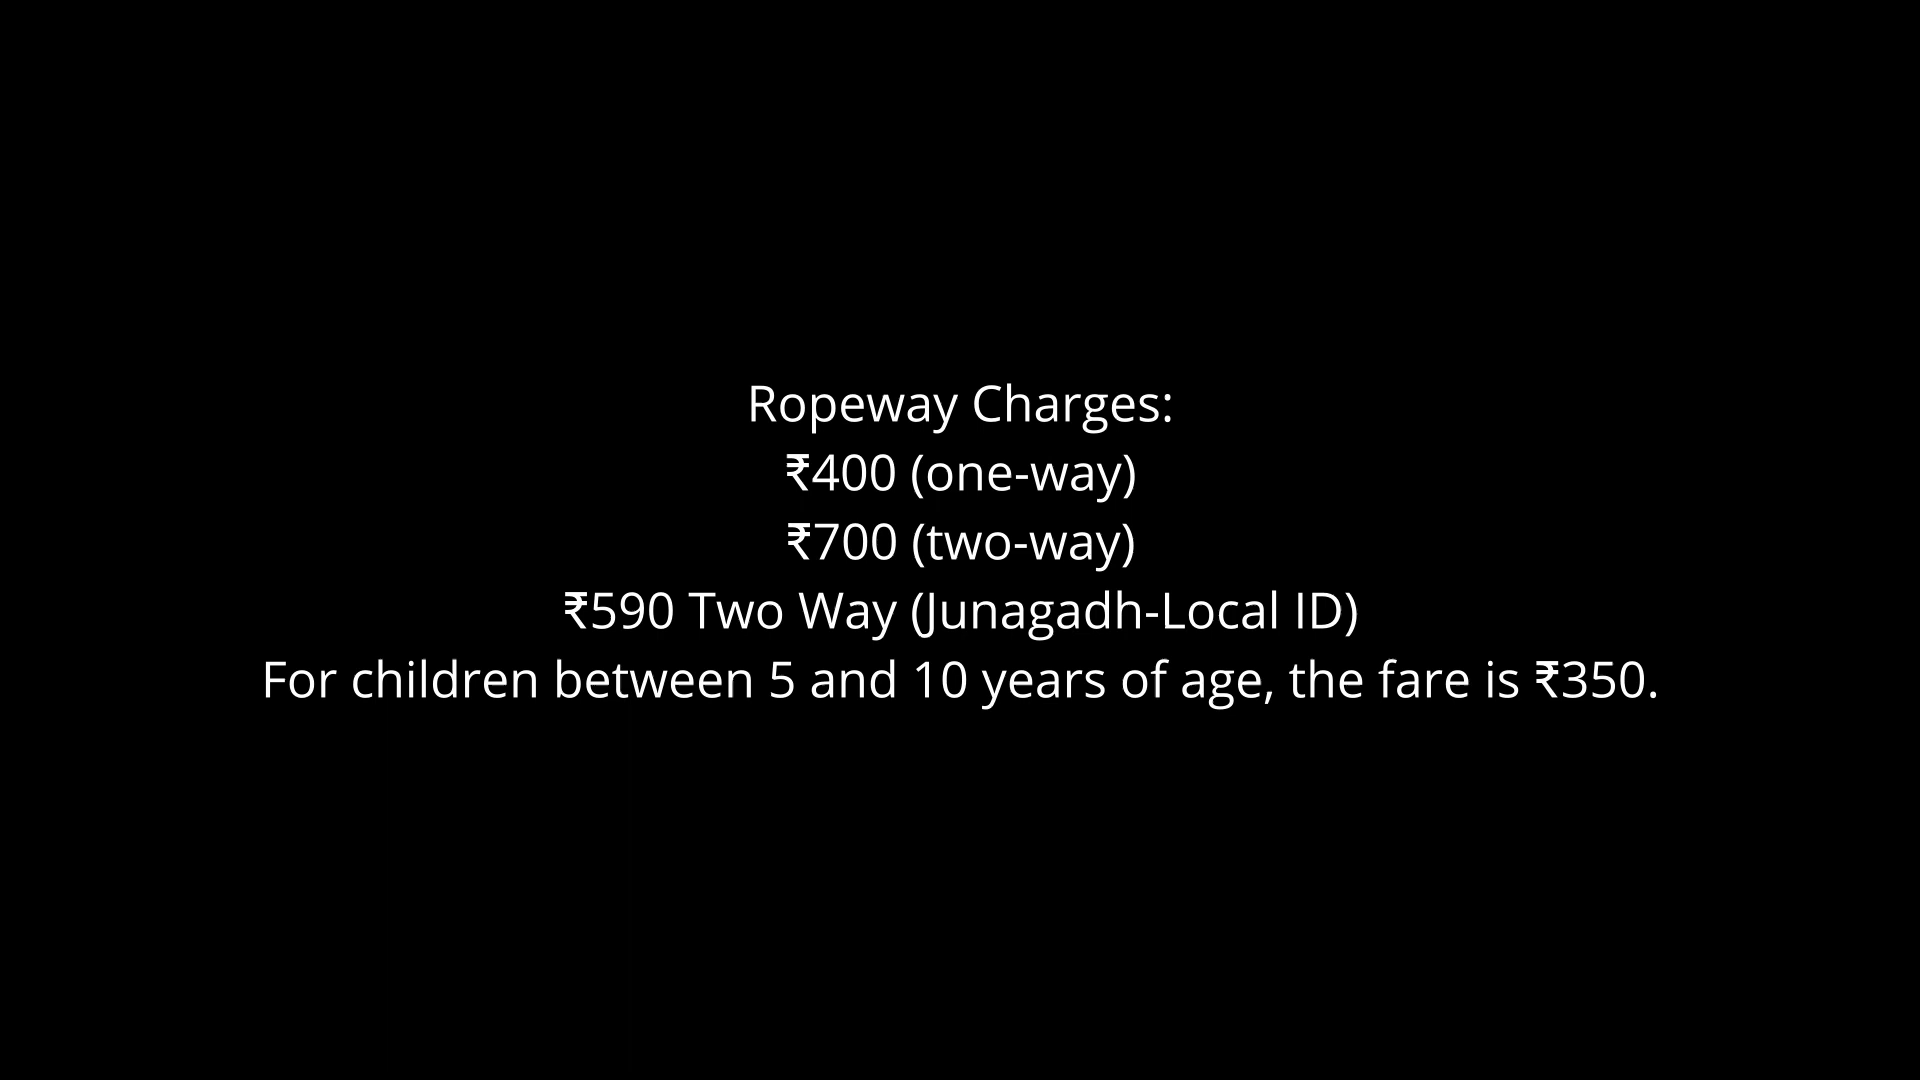 Ropeway Charges:
₹400 (one-way)
₹700 (two-way)
₹590 Two Way (Junagadh-Local ID)
For children between 5 and 10 years of age, the fare is ₹350.